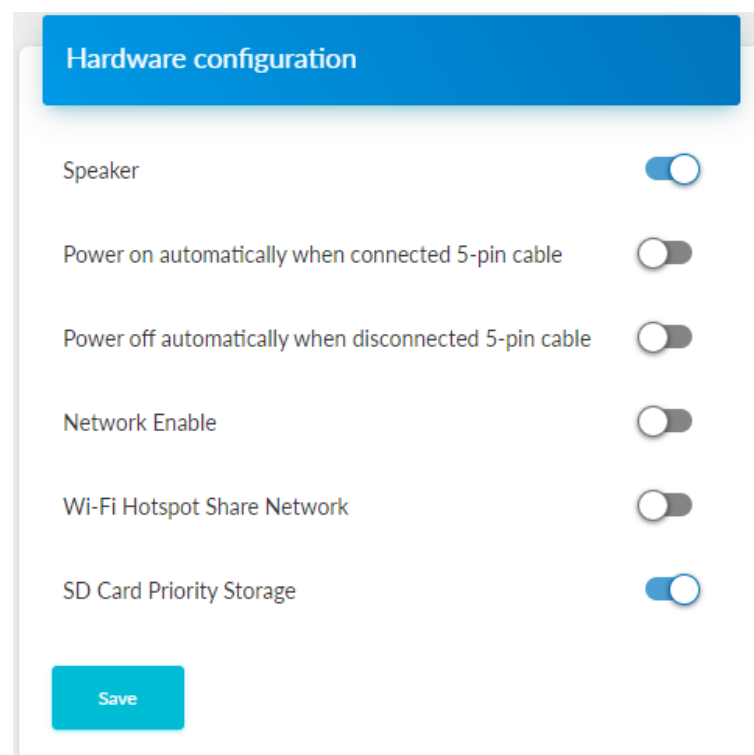 Hardware configuration
Speaker
Power on automatically when connected 5-pin cable
Power off automatically when disconnected 5-pin cable
Network Enable
Wi-Fi Hotspot Share Network
SD Card Priority Storage
Save